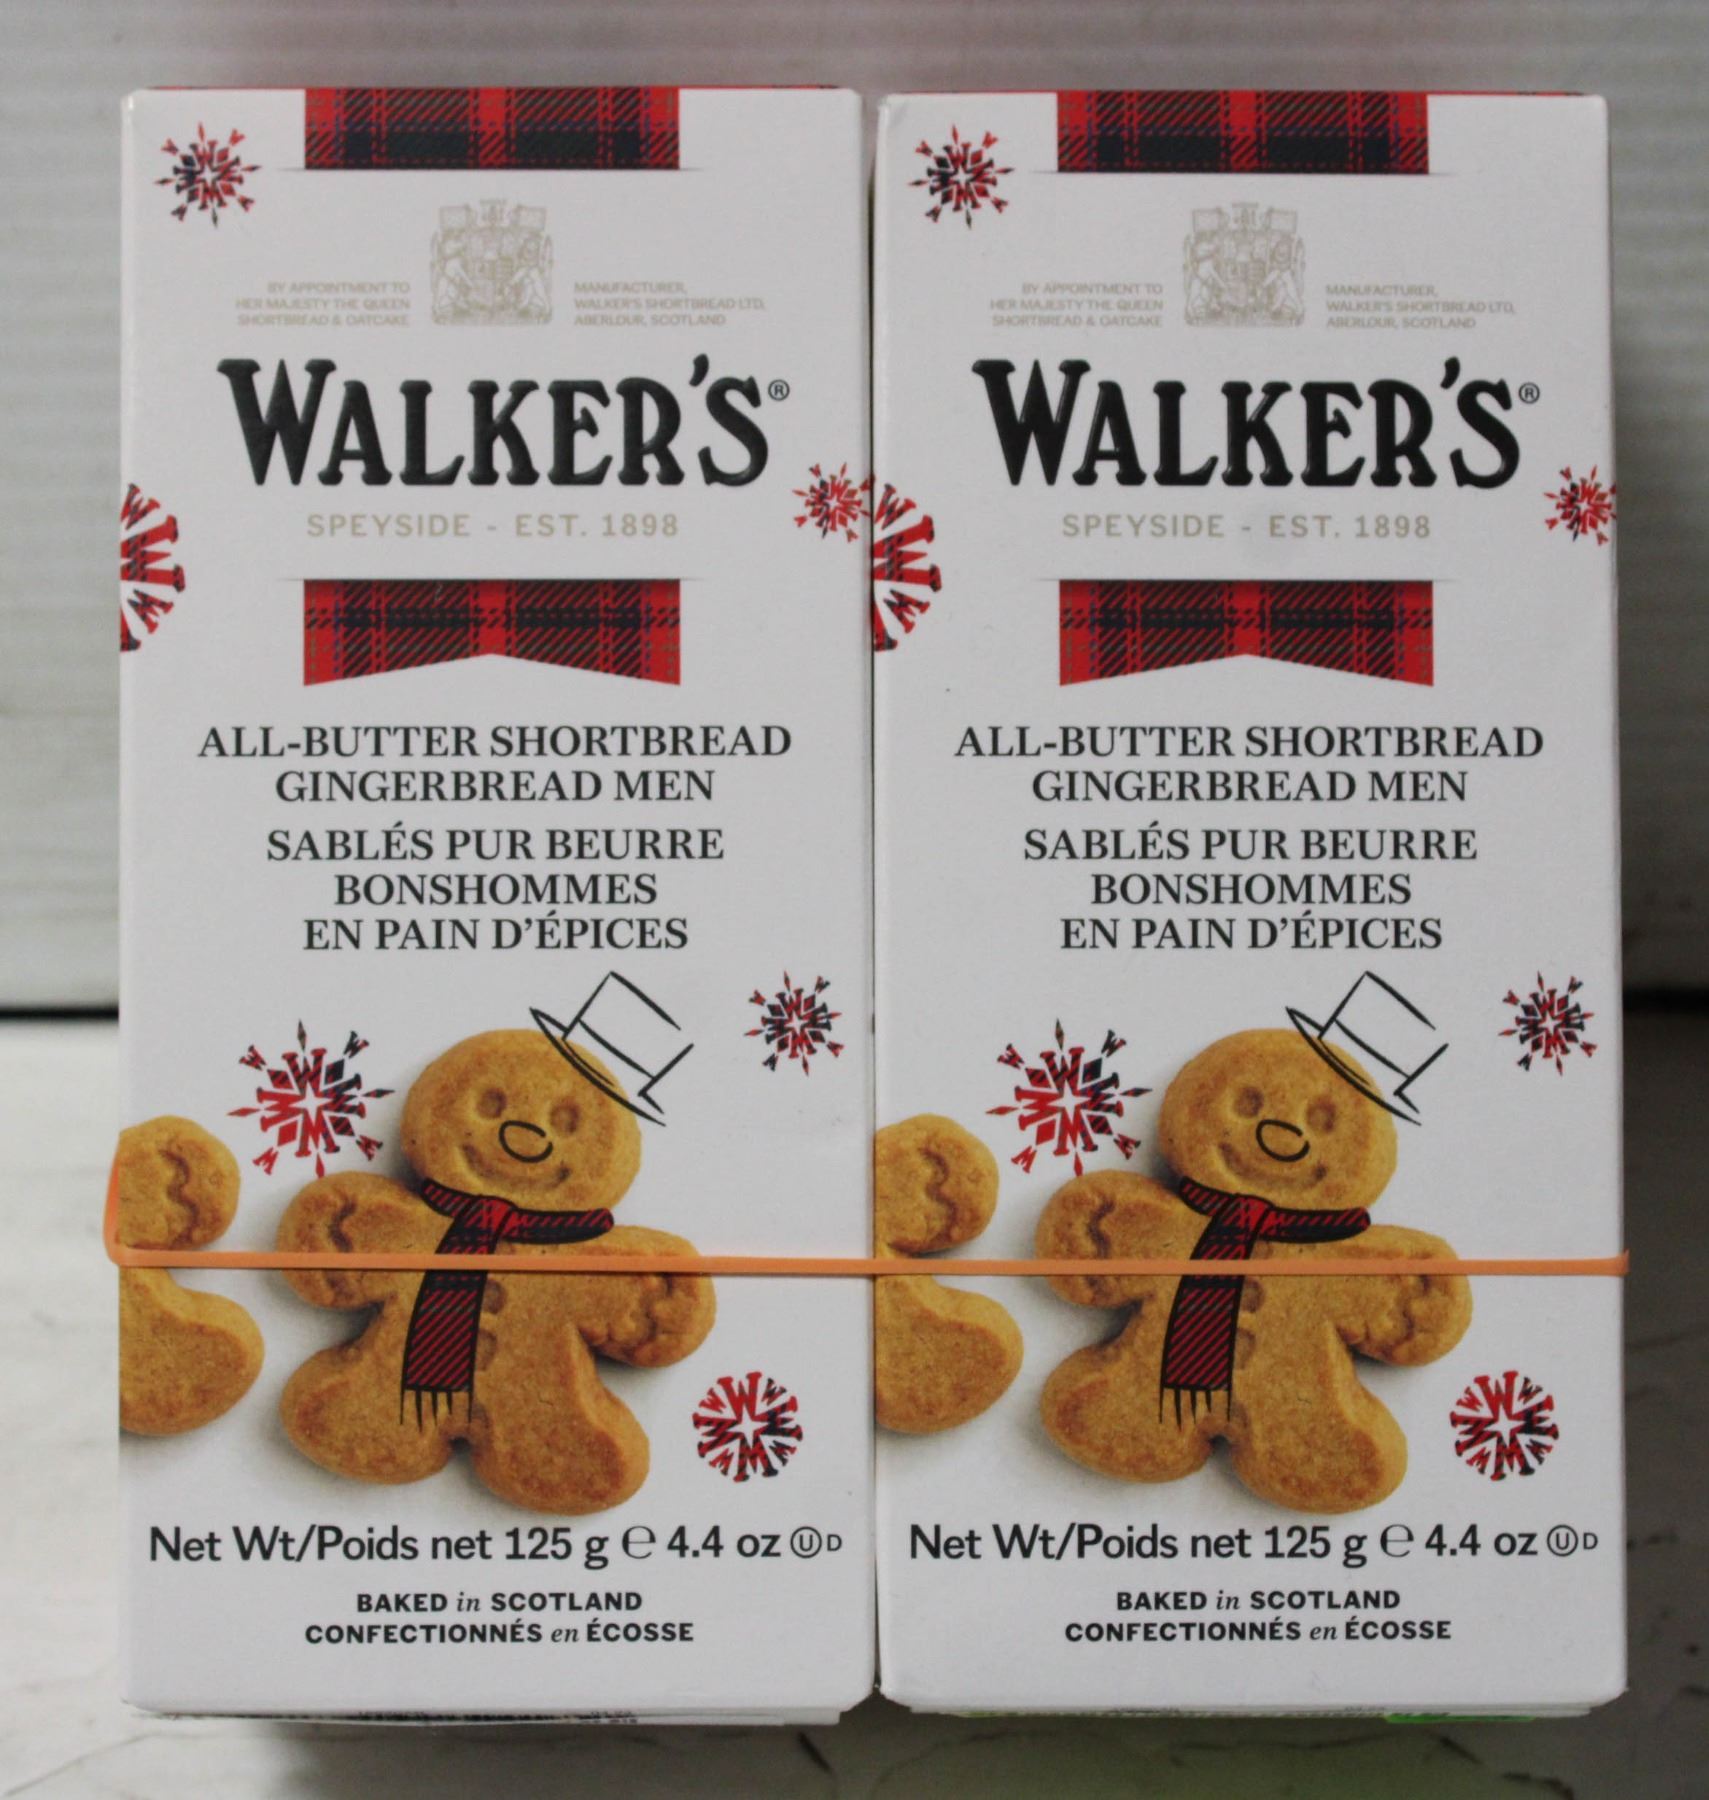 BY APPOINTMENT TO
HER MAJESTY THE QUEEN
SHORTBREAD & OATCAKE
MANUFACTURER,
WALKER'S SHORTBREAD LTD,
ABERLOUR, SCOTLAND
WALKER'S®
SPEYSIDE - EST. 1898
ALL-BUTTER SHORTBREAD
GINGERBREAD MEN
SABLÉS PUR BEURRE
BONSHOMMES
EN PAIN D'ÉPICES
Net Wt/Poids net 125 g ℮ 4.4 oz ⓊD
BAKED in SCOTLAND
CONFECTIONNÉS en ÉCOSSE
BY APPOINTMENT TO
HER MAJESTY THE QUEEN
SHORTBREAD & OATCAKE
MANUFACTURER,
WALKER'S SHORTBREAD LTD,
ABERLOUR, SCOTLAND
WALKER'S®
SPEYSIDE - EST. 1898
ALL-BUTTER SHORTBREAD
GINGERBREAD MEN
SABLÉS PUR BEURRE
BONSHOMMES
EN PAIN D'ÉPICES
Net Wt/Poids net 125 g ℮ 4.4 oz ⓊD
BAKED in SCOTLAND
CONFECTIONNÉS en ÉCOSSE